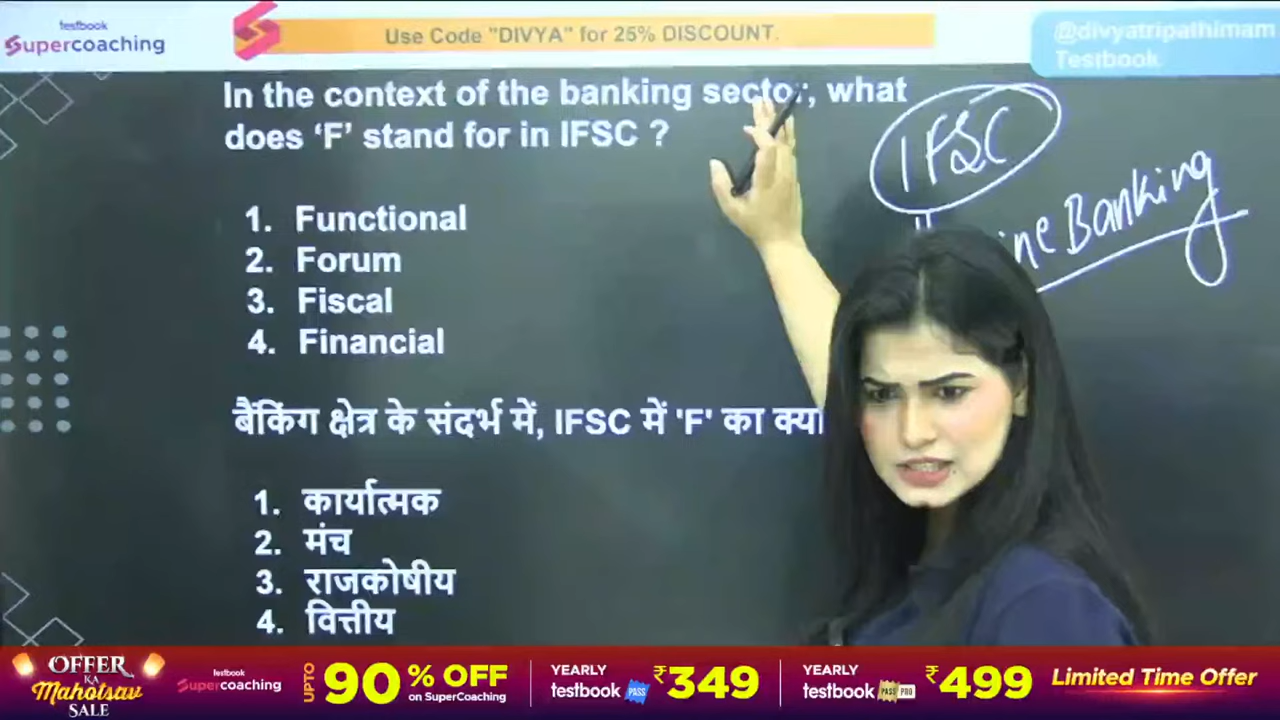 testbook
Supercoaching
Use Code "DIVYA" for 25% DISCOUNT.
@divyatripathimam
Testbook
In the context of the banking sector, what
does ‘F’ stand for in IFSC ?
IFSC
ine Banking
1. Functional
2. Forum
3. Fiscal
4. Financial
बैंकिंग क्षेत्र के संदर्भ में, IFSC में 'F' का क्या
1. कार्यात्मक
2. मंच
3. राजकोषीय
4. वित्तीय
OFFER
KA
Mahotsav
SALE
testbook
Supercoaching
UPTO 90% OFF
on SuperCoaching
YEARLY
testbook PASS
₹349
YEARLY
testbook PASS PRO
₹499
Limited Time Offer